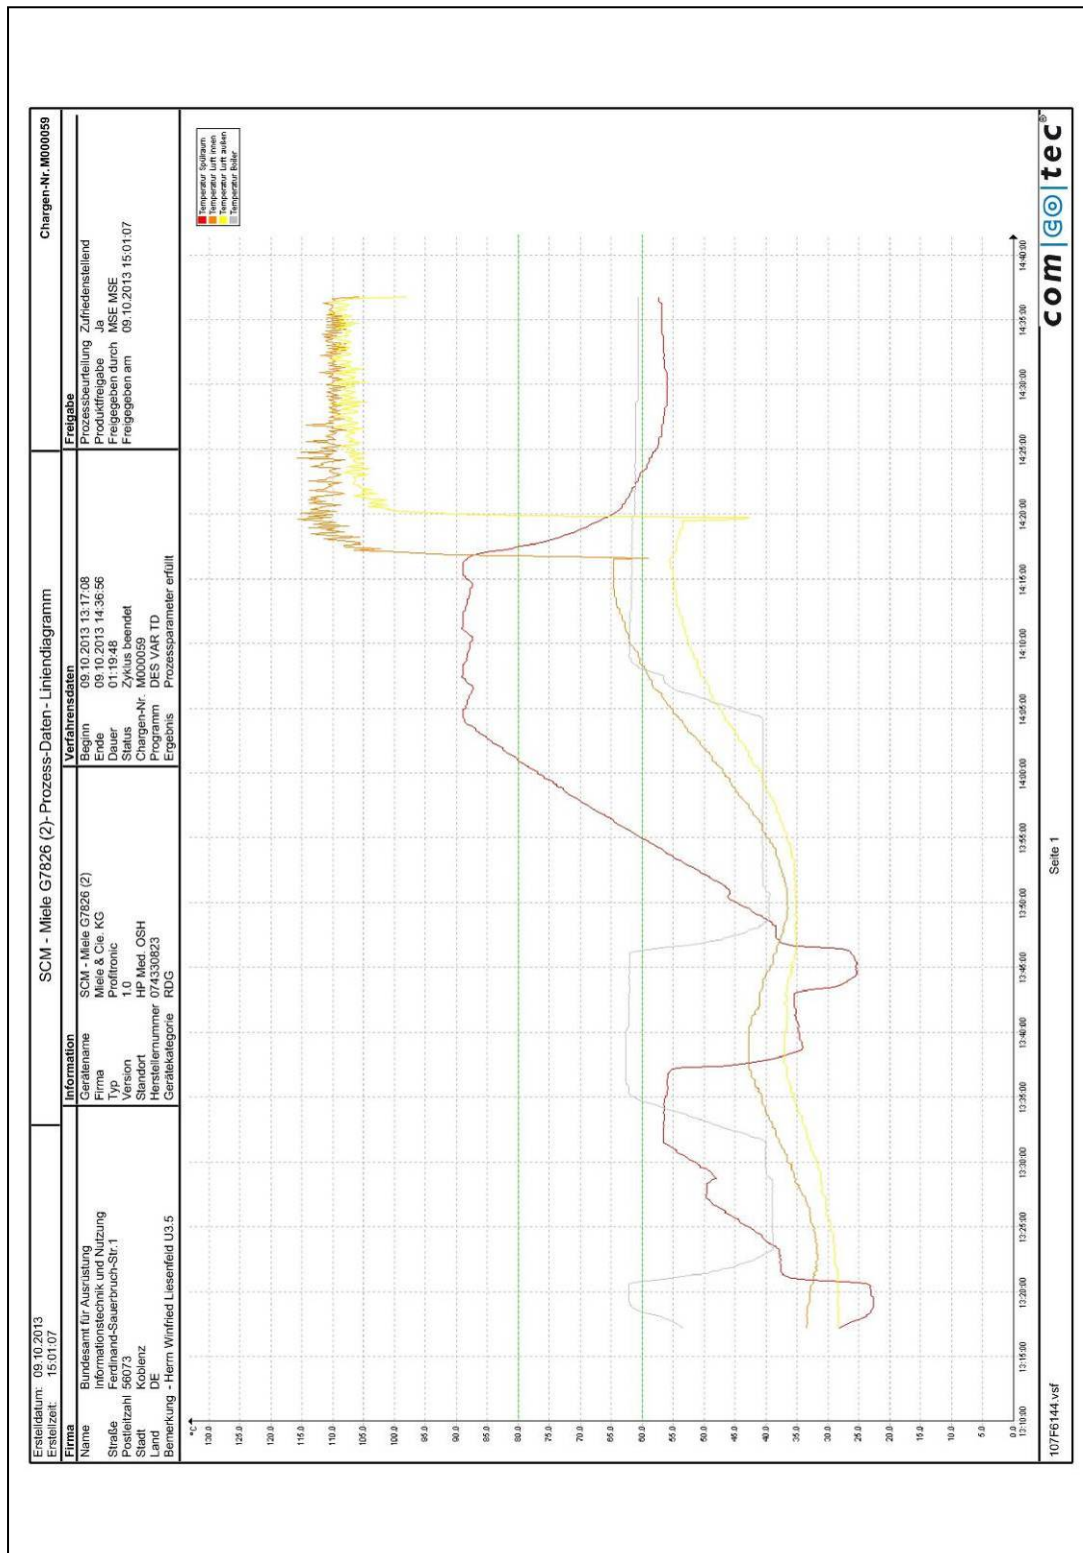 Erstelldatum: 09.10.2013
Erstellzeit: 15:01:07
SCM - Miele G7826 (2)- Prozess-Daten - Liniendiagramm
Chargen-Nr. M000059
Firma
Name Bundesamt für Ausrüstung
Informationstechnik und Nutzung
Straße Ferdinand-Sauerbruch-Str.1
Postleitzahl 56073
Stadt Koblenz
Land DE
Bemerkung - Herrn Winfried Liesenfeld U3.5
Information
Gerätename SCM - Miele G7826 (2)
Firma Miele & Cie. KG
Typ Profitronic
Version 1.0
Standort HP Med. OSH
Herstellernummer 074330823
Gerätekategorie RDG
Verfahrensdaten
Beginn 09.10.2013 13:17:08
Ende 09.10.2013 14:36:56
Dauer 01:19:48
Status Zyklus beendet
Chargen-Nr. M000059
Programm DES VAR TD
Ergebnis Prozessparameter erfüllt
Freigabe
Prozessbeurteilung Zufriedenstellend
Produktfreigabe Ja
Freigegeben durch MSE MSE
Freigegeben am 09.10.2013 15:01:07
Temperatur Spülraum
Temperatur Luft innen
Temperatur Luft außen
Temperatur Boiler
°C
130.0
125.0
120.0
115.0
110.0
105.0
100.0
95.0
90.0
85.0
80.0
75.0
70.0
65.0
60.0
55.0
50.0
45.0
40.0
35.0
30.0
25.0
20.0
15.0
10.0
5.0
0.0
13:10:00 13:15:00 13:20:00 13:25:00 13:30:00 13:35:00 13:40:00 13:45:00 13:50:00 13:55:00 14:00:00 14:05:00 14:10:00 14:15:00 14:20:00 14:25:00 14:30:00 14:35:00 14:40:00
107F6144.vsf
Seite 1
com|co|tec®